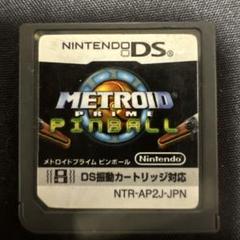 NINTENDO DS
METROID
PRIME
PINBALL
メトロイドプライム ピンボール
Nintendo
DS振動カートリッジ対応
NTR-AP2J-JPN